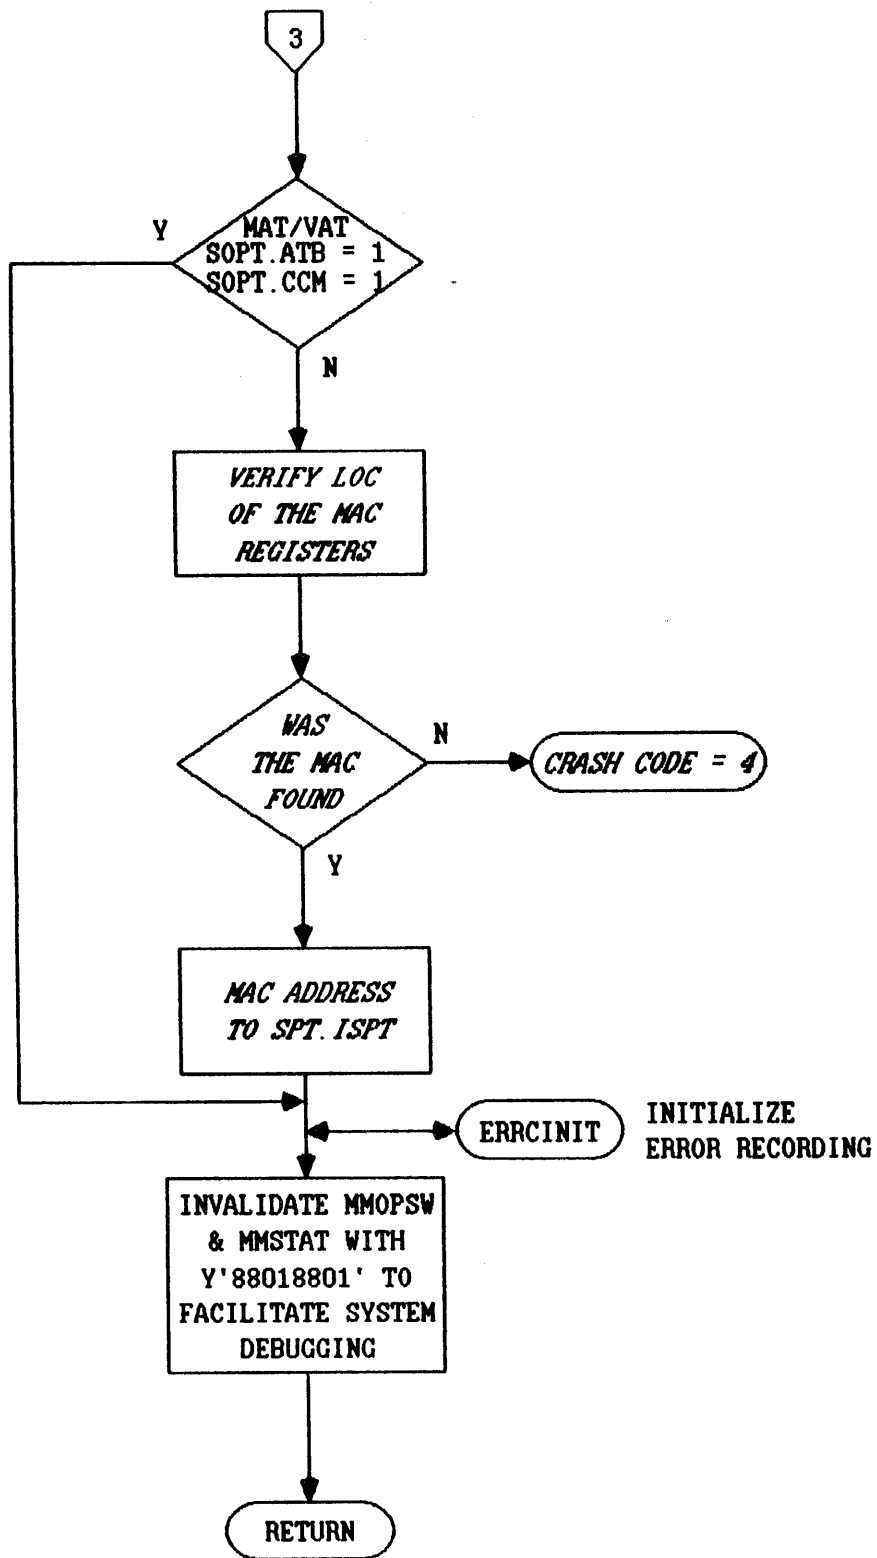 3
Y
MAT/VAT
SOPT.ATB = 1
SOPT.CCM = 1
N
VERIFY LOC
OF THE MAC
REGISTERS
WAS
THE MAC
FOUND
N
CRASH CODE = 4
Y
MAC ADDRESS
TO SPT.ISPT
ERRCINIT
INITIALIZE
ERROR RECORDING
INVALIDATE MMOPSW
& MMSTAT WITH
Y'88018801' TO
FACILITATE SYSTEM
DEBUGGING
RETURN